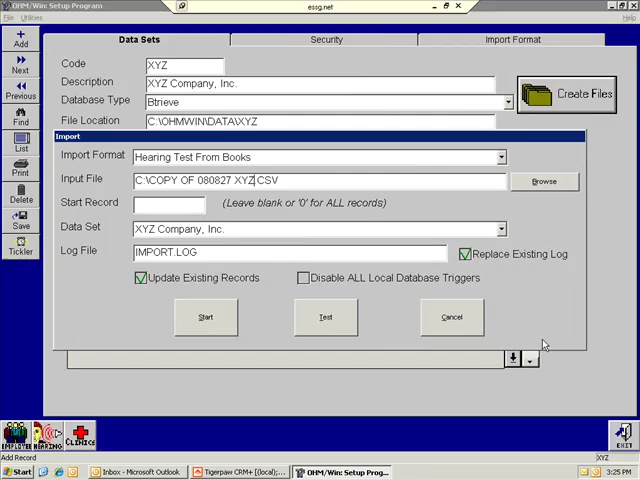 OHM/Win: Setup Program
essg.net
File Utilities
Add
Next
Previous
Find
List
Print
Delete
Save
Tickler
Data Sets
Security
Import Format
Code
XYZ
Description
XYZ Company, Inc.
Database Type
Btrieve
File Location
C:\OHMWIN\DATA\XYZ
Create Files
Import
Import Format
Hearing Test From Books
Input File
C:\COPY OF 080827 XYZ.CSV
Browse
Start Record
(Leave blank or '0' for ALL records)
Data Set
XYZ Company, Inc.
Log File
IMPORT.LOG
Replace Existing Log
Update Existing Records
Disable ALL Local Database Triggers
Start
Test
Cancel
EMPLOYEE
HEARING
CLINICS
EXIT
Add Record
XYZ
Start
Inbox - Microsoft Outlook
Tigerpaw CRM+ [(local);...
OHM/Win: Setup Prog...
3:25 PM